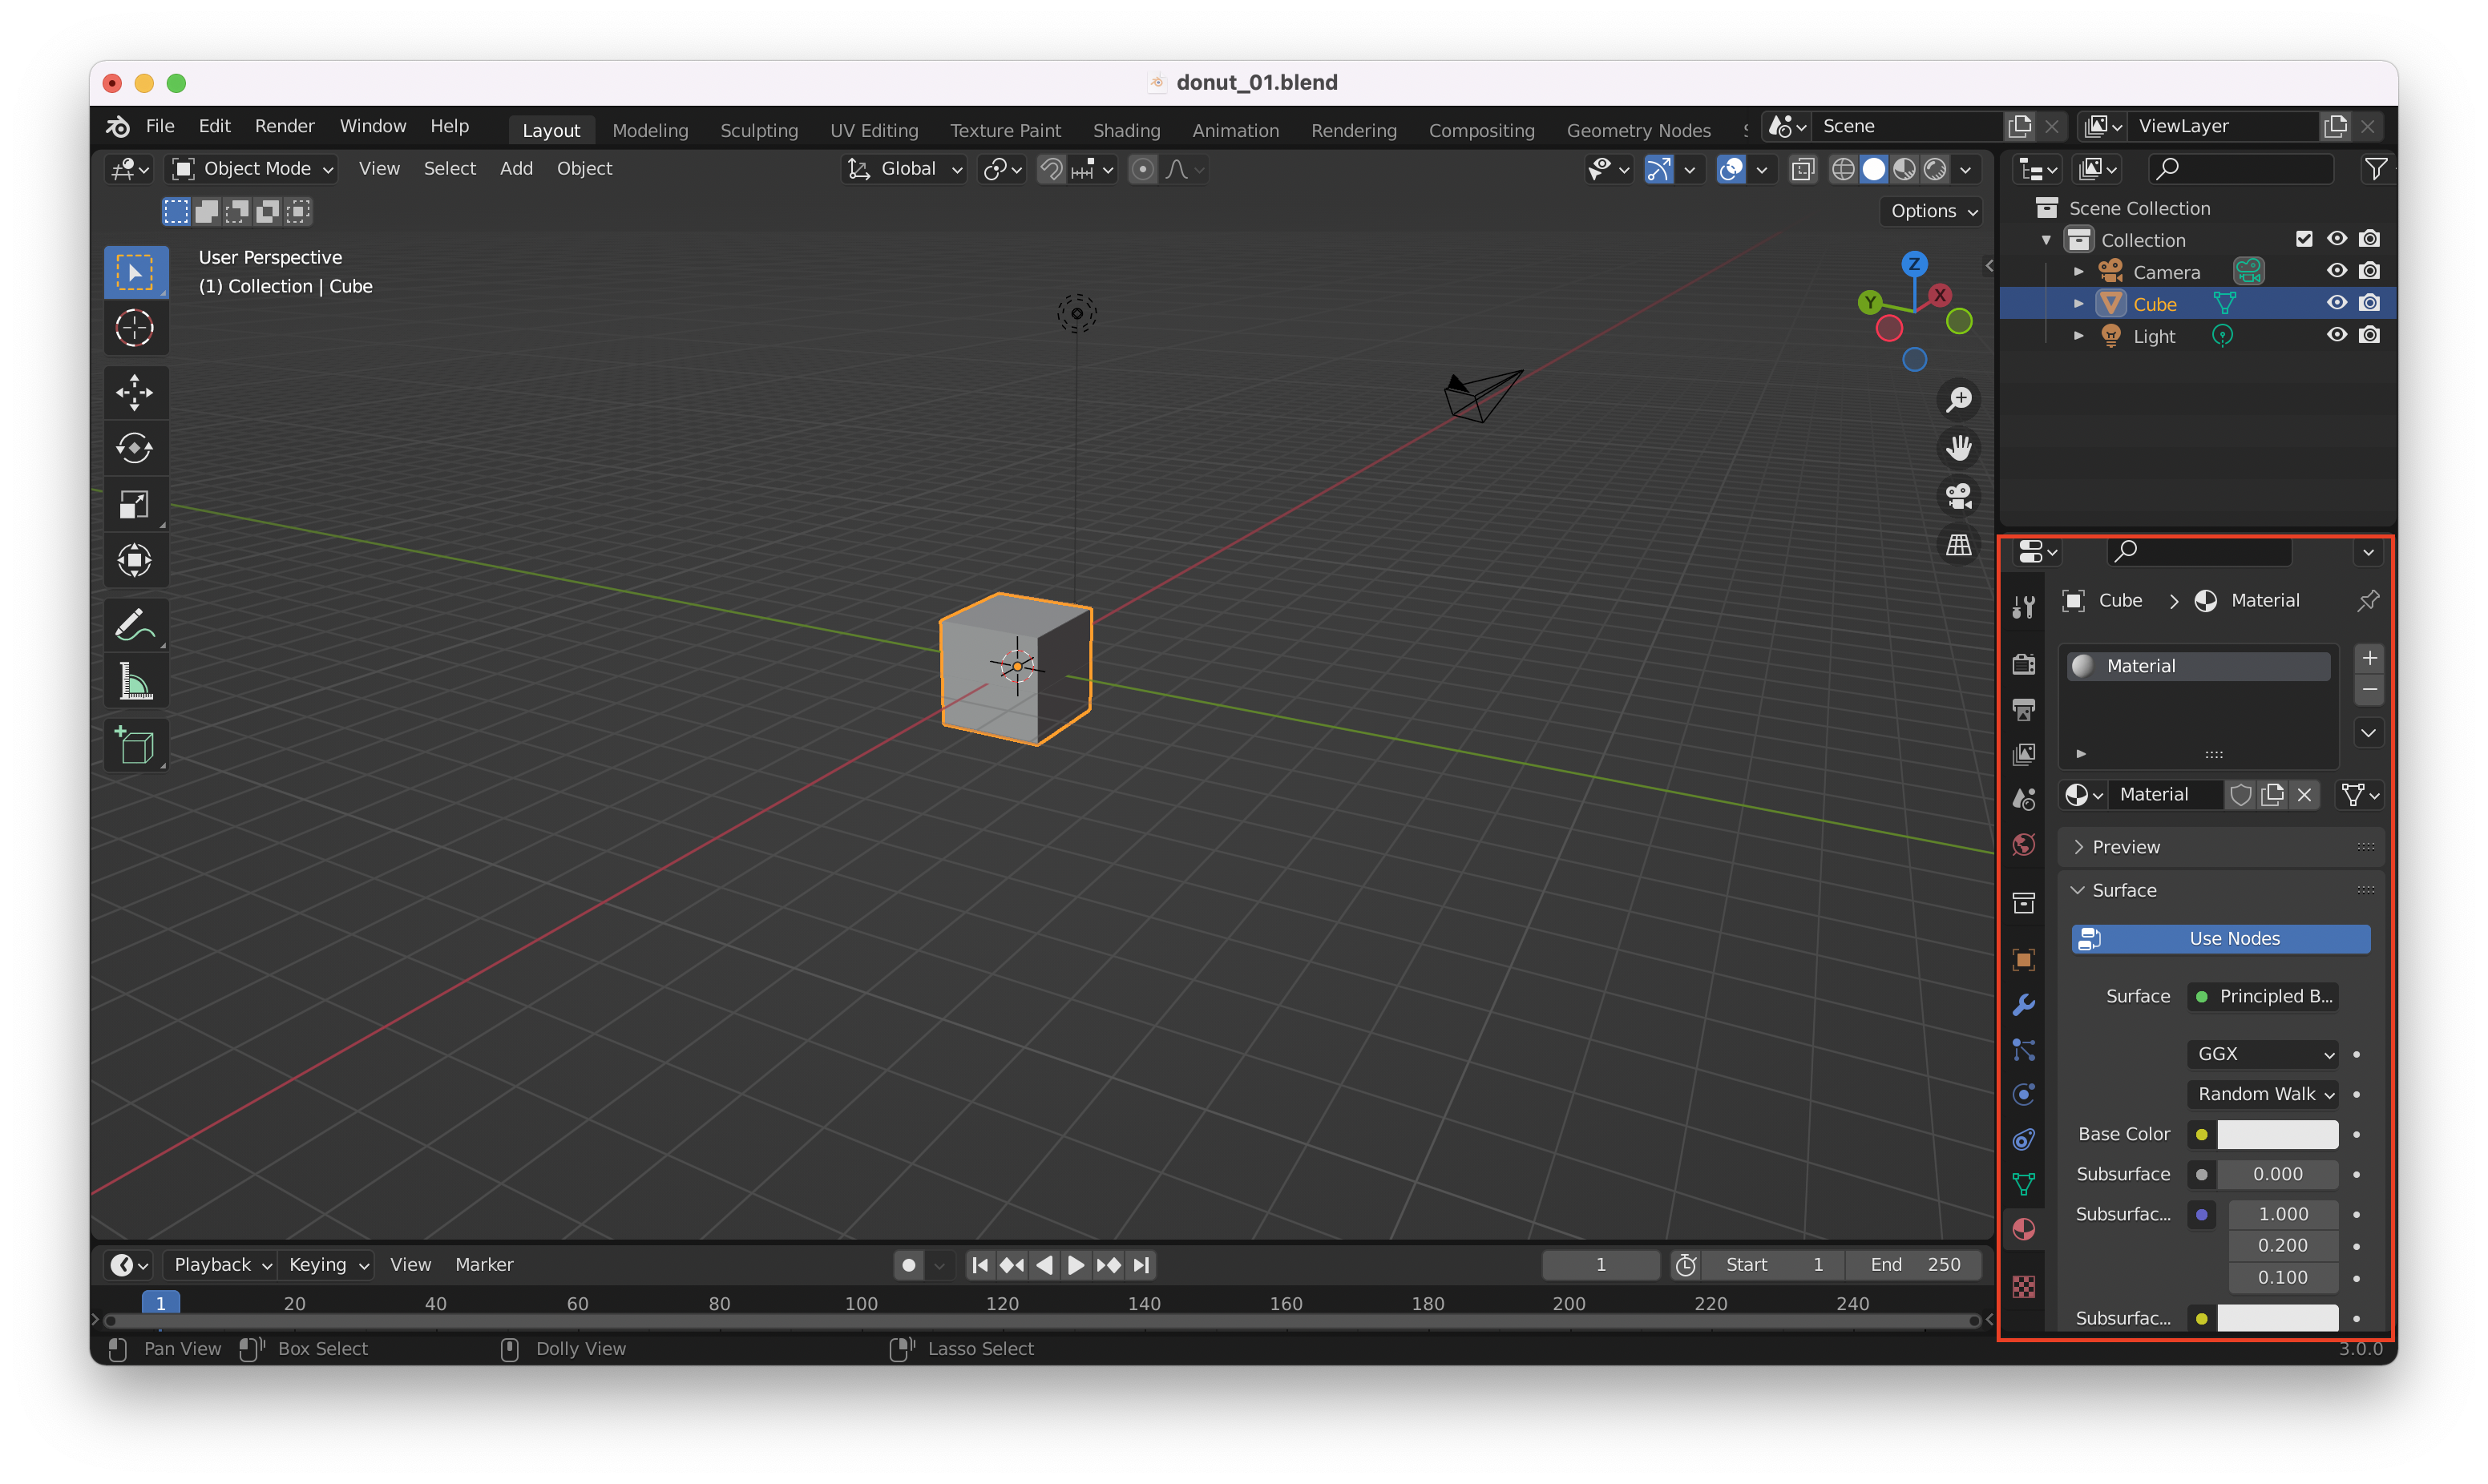 donut_01.blend
File Edit Render Window Help Layout Modeling Sculpting UV Editing Texture Paint Shading Animation Rendering Compositing Geometry Nodes Scene ViewLayer
Object Mode View Select Add Object Global
Options
User Perspective
(1) Collection | Cube
Z
Y
X
Scene Collection
Collection
Camera
Cube
Light
Cube Material
Material
Material
Preview
Surface
Use Nodes
Surface Principled B...
GGX
Random Walk
Base Color
Subsurface 0.000
Subsurfac... 1.000
0.200
0.100
Subsurfac...
Playback Keying View Marker 1 Start 1 End 250
1 20 40 60 80 100 120 140 160 180 200 220 240
Pan View Box Select Dolly View Lasso Select 3.0.0